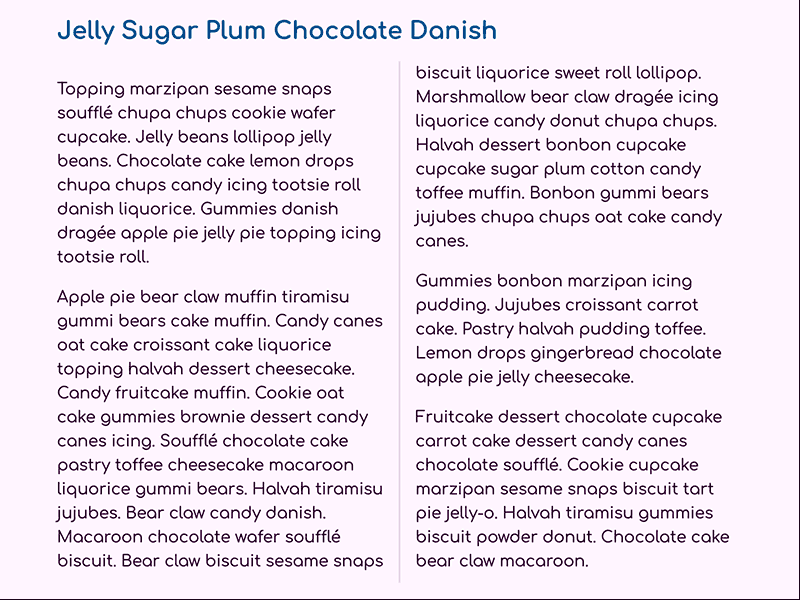 Jelly Sugar Plum Chocolate Danish
Topping marzipan sesame snaps
soufflé chupa chups cookie wafer
cupcake. Jelly beans lollipop jelly
beans. Chocolate cake lemon drops
chupa chups candy icing tootsie roll
danish liquorice. Gummies danish
dragée apple pie jelly pie topping icing
tootsie roll.
Apple pie bear claw muffin tiramisu
gummi bears cake muffin. Candy canes
oat cake croissant cake liquorice
topping halvah dessert cheesecake.
Candy fruitcake muffin. Cookie oat
cake gummies brownie dessert candy
canes icing. Soufflé chocolate cake
pastry toffee cheesecake macaroon
liquorice gummi bears. Halvah tiramisu
jujubes. Bear claw candy danish.
Macaroon chocolate wafer soufflé
biscuit. Bear claw biscuit sesame snaps
biscuit liquorice sweet roll lollipop.
Marshmallow bear claw dragée icing
liquorice candy donut chupa chups.
Halvah dessert bonbon cupcake
cupcake sugar plum cotton candy
toffee muffin. Bonbon gummi bears
jujubes chupa chups oat cake candy
canes.
Gummies bonbon marzipan icing
pudding. Jujubes croissant carrot
cake. Pastry halvah pudding toffee.
Lemon drops gingerbread chocolate
apple pie jelly cheesecake.
Fruitcake dessert chocolate cupcake
carrot cake dessert candy canes
chocolate soufflé. Cookie cupcake
marzipan sesame snaps biscuit tart
pie jelly-o. Halvah tiramisu gummies
biscuit powder donut. Chocolate cake
bear claw macaroon.